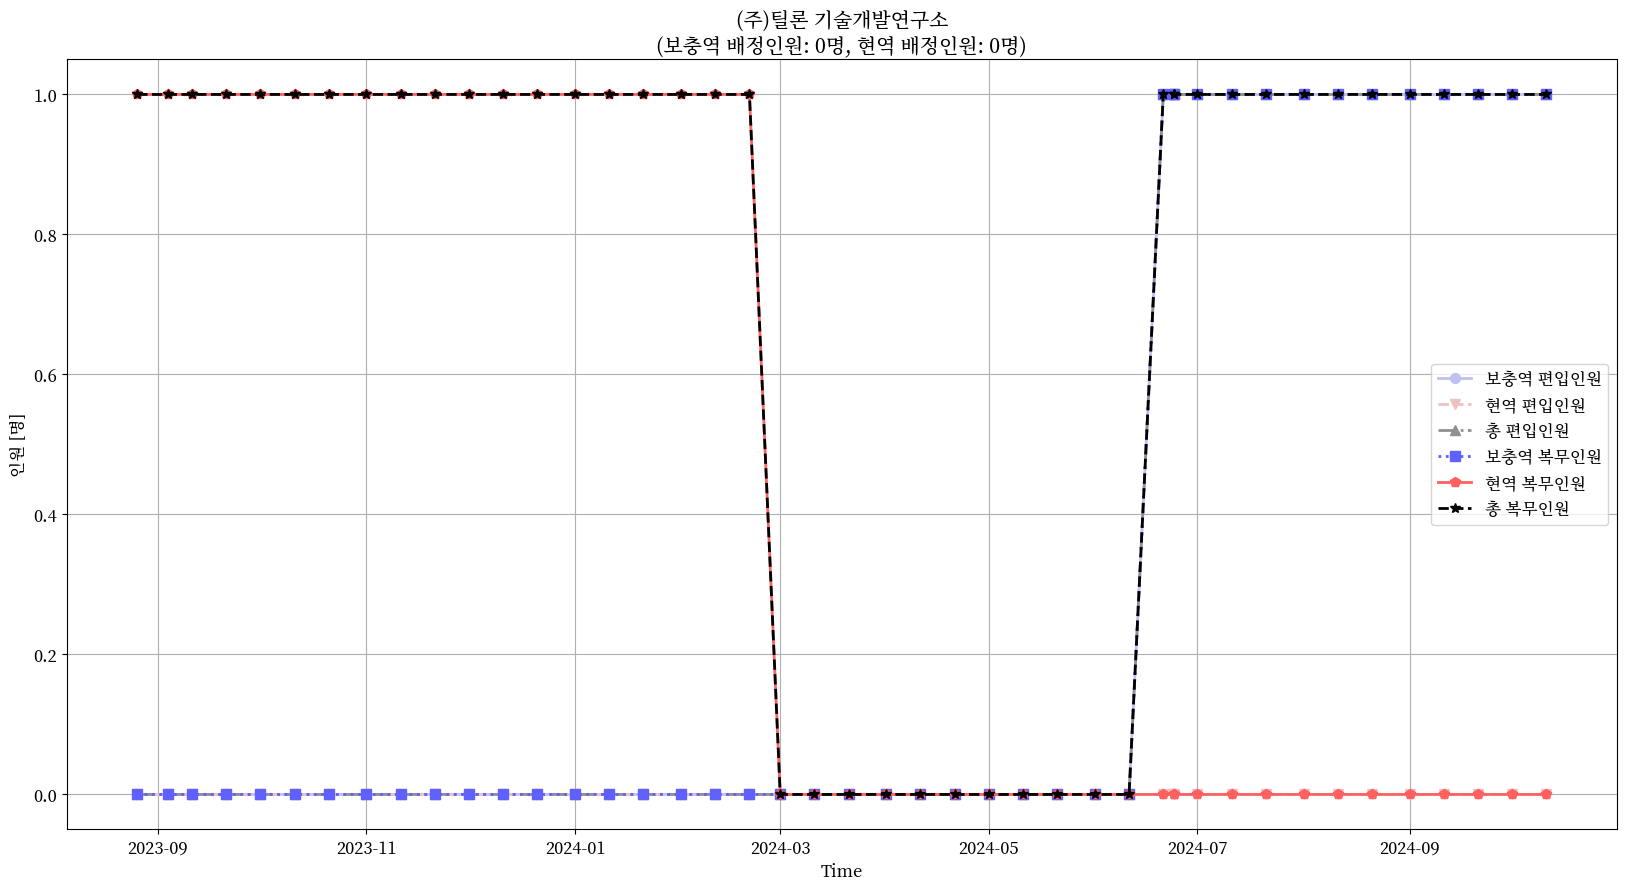 (주)틸론 기술개발연구소
(보충역 배정인원: 0명, 현역 배정인원: 0명)
1.0
0.8
0.6
0.4
0.2
0.0
인원 [명]
보충역 편입인원
현역 편입인원
총 편입인원
보충역 복무인원
현역 복무인원
총 복무인원
2023-09 2023-11 2024-01 2024-03 2024-05 2024-07 2024-09
Time